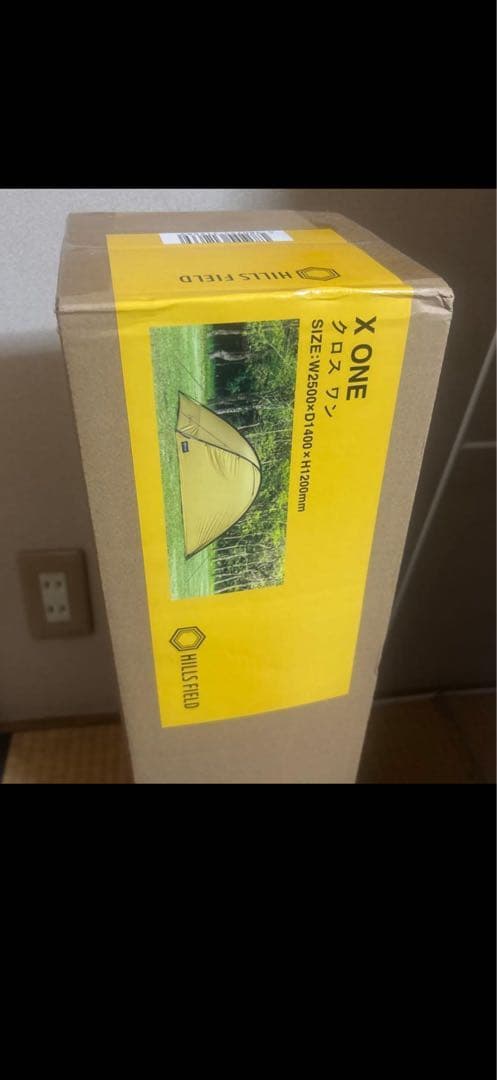 HILLS FIELD
X ONE
クロス ワン
SIZE:W2500×D1400×H1200mm
HILLS FIELD